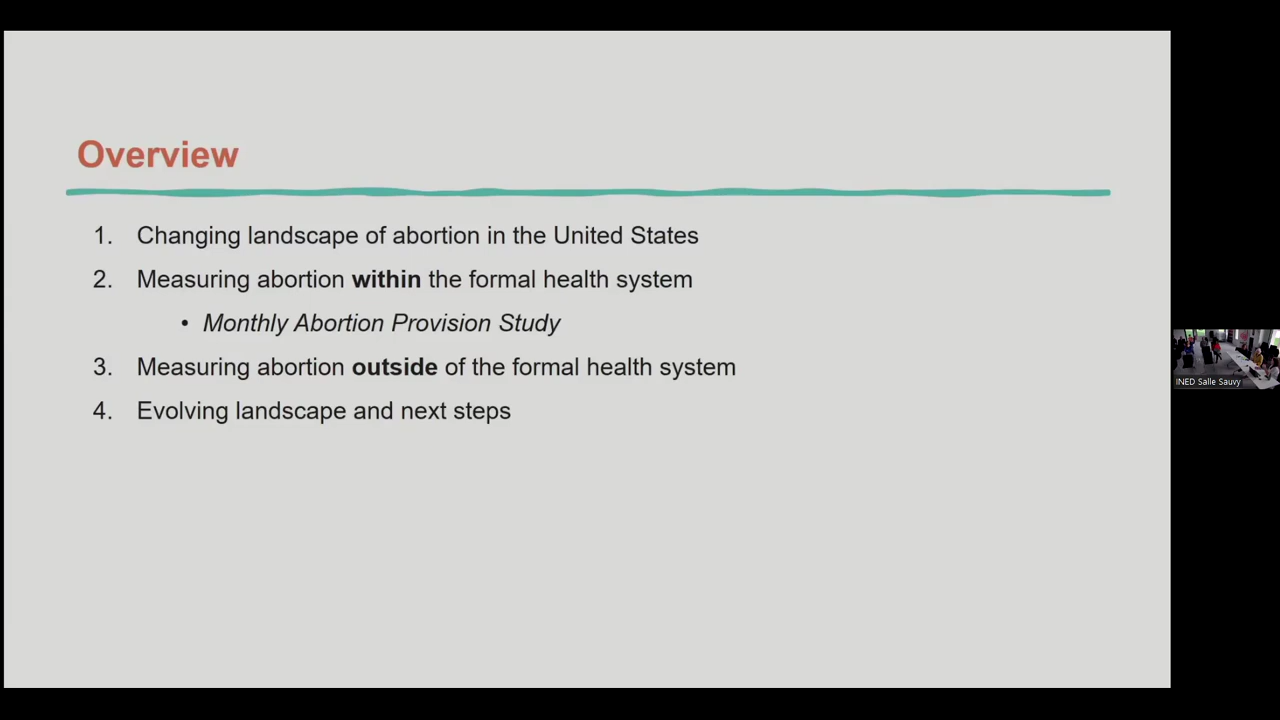 Overview
1. Changing landscape of abortion in the United States
2. Measuring abortion within the formal health system
• Monthly Abortion Provision Study
3. Measuring abortion outside of the formal health system
4. Evolving landscape and next steps
INED Salle Sauvy